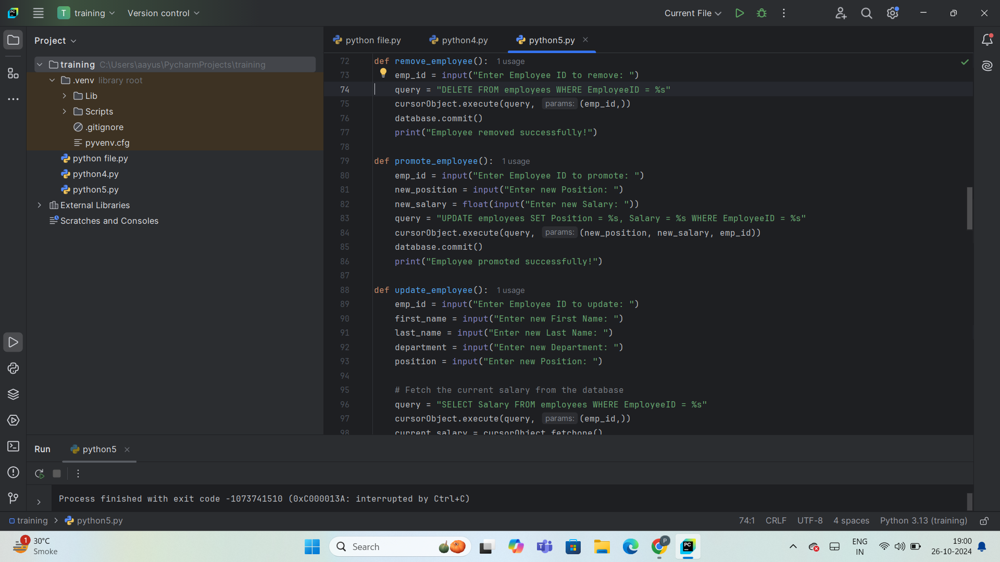 PC
T training Version control Current File
Project
python file.py python4.py python5.py
training C:\Users\aayus\PycharmProjects\training
.venv library root
Lib
Scripts
.gitignore
pyvenv.cfg
python file.py
python4.py
python5.py
External Libraries
Scratches and Consoles
72 def remove_employee(): 1 usage
73 emp_id = input("Enter Employee ID to remove: ")
74 query = "DELETE FROM employees WHERE EmployeeID = %s"
75 cursorObject.execute(query, params: (emp_id,))
76 database.commit()
77 print("Employee removed successfully!")
78
79 def promote_employee(): 1 usage
80 emp_id = input("Enter Employee ID to promote: ")
81 new_position = input("Enter new Position: ")
82 new_salary = float(input("Enter new Salary: "))
83 query = "UPDATE employees SET Position = %s, Salary = %s WHERE EmployeeID = %s"
84 cursorObject.execute(query, params: (new_position, new_salary, emp_id))
85 database.commit()
86 print("Employee promoted successfully!")
87
88 def update_employee(): 1 usage
89 emp_id = input("Enter Employee ID to update: ")
90 first_name = input("Enter new First Name: ")
91 last_name = input("Enter new Last Name: ")
92 department = input("Enter new Department: ")
93 position = input("Enter new Position: ")
94
95 # Fetch the current salary from the database
96 query = "SELECT Salary FROM employees WHERE EmployeeID = %s"
97 cursorObject.execute(query, params: (emp_id,))
98 current_salary = cursorObject.fetchone()
Run python5
Process finished with exit code -1073741510 (0xC000013A: interrupted by Ctrl+C)
training > python5.py 74:1 CRLF UTF-8 4 spaces Python 3.13 (training)
1 30°C
Smoke
Search
P
PC
ENG
IN
19:00
26-10-2024